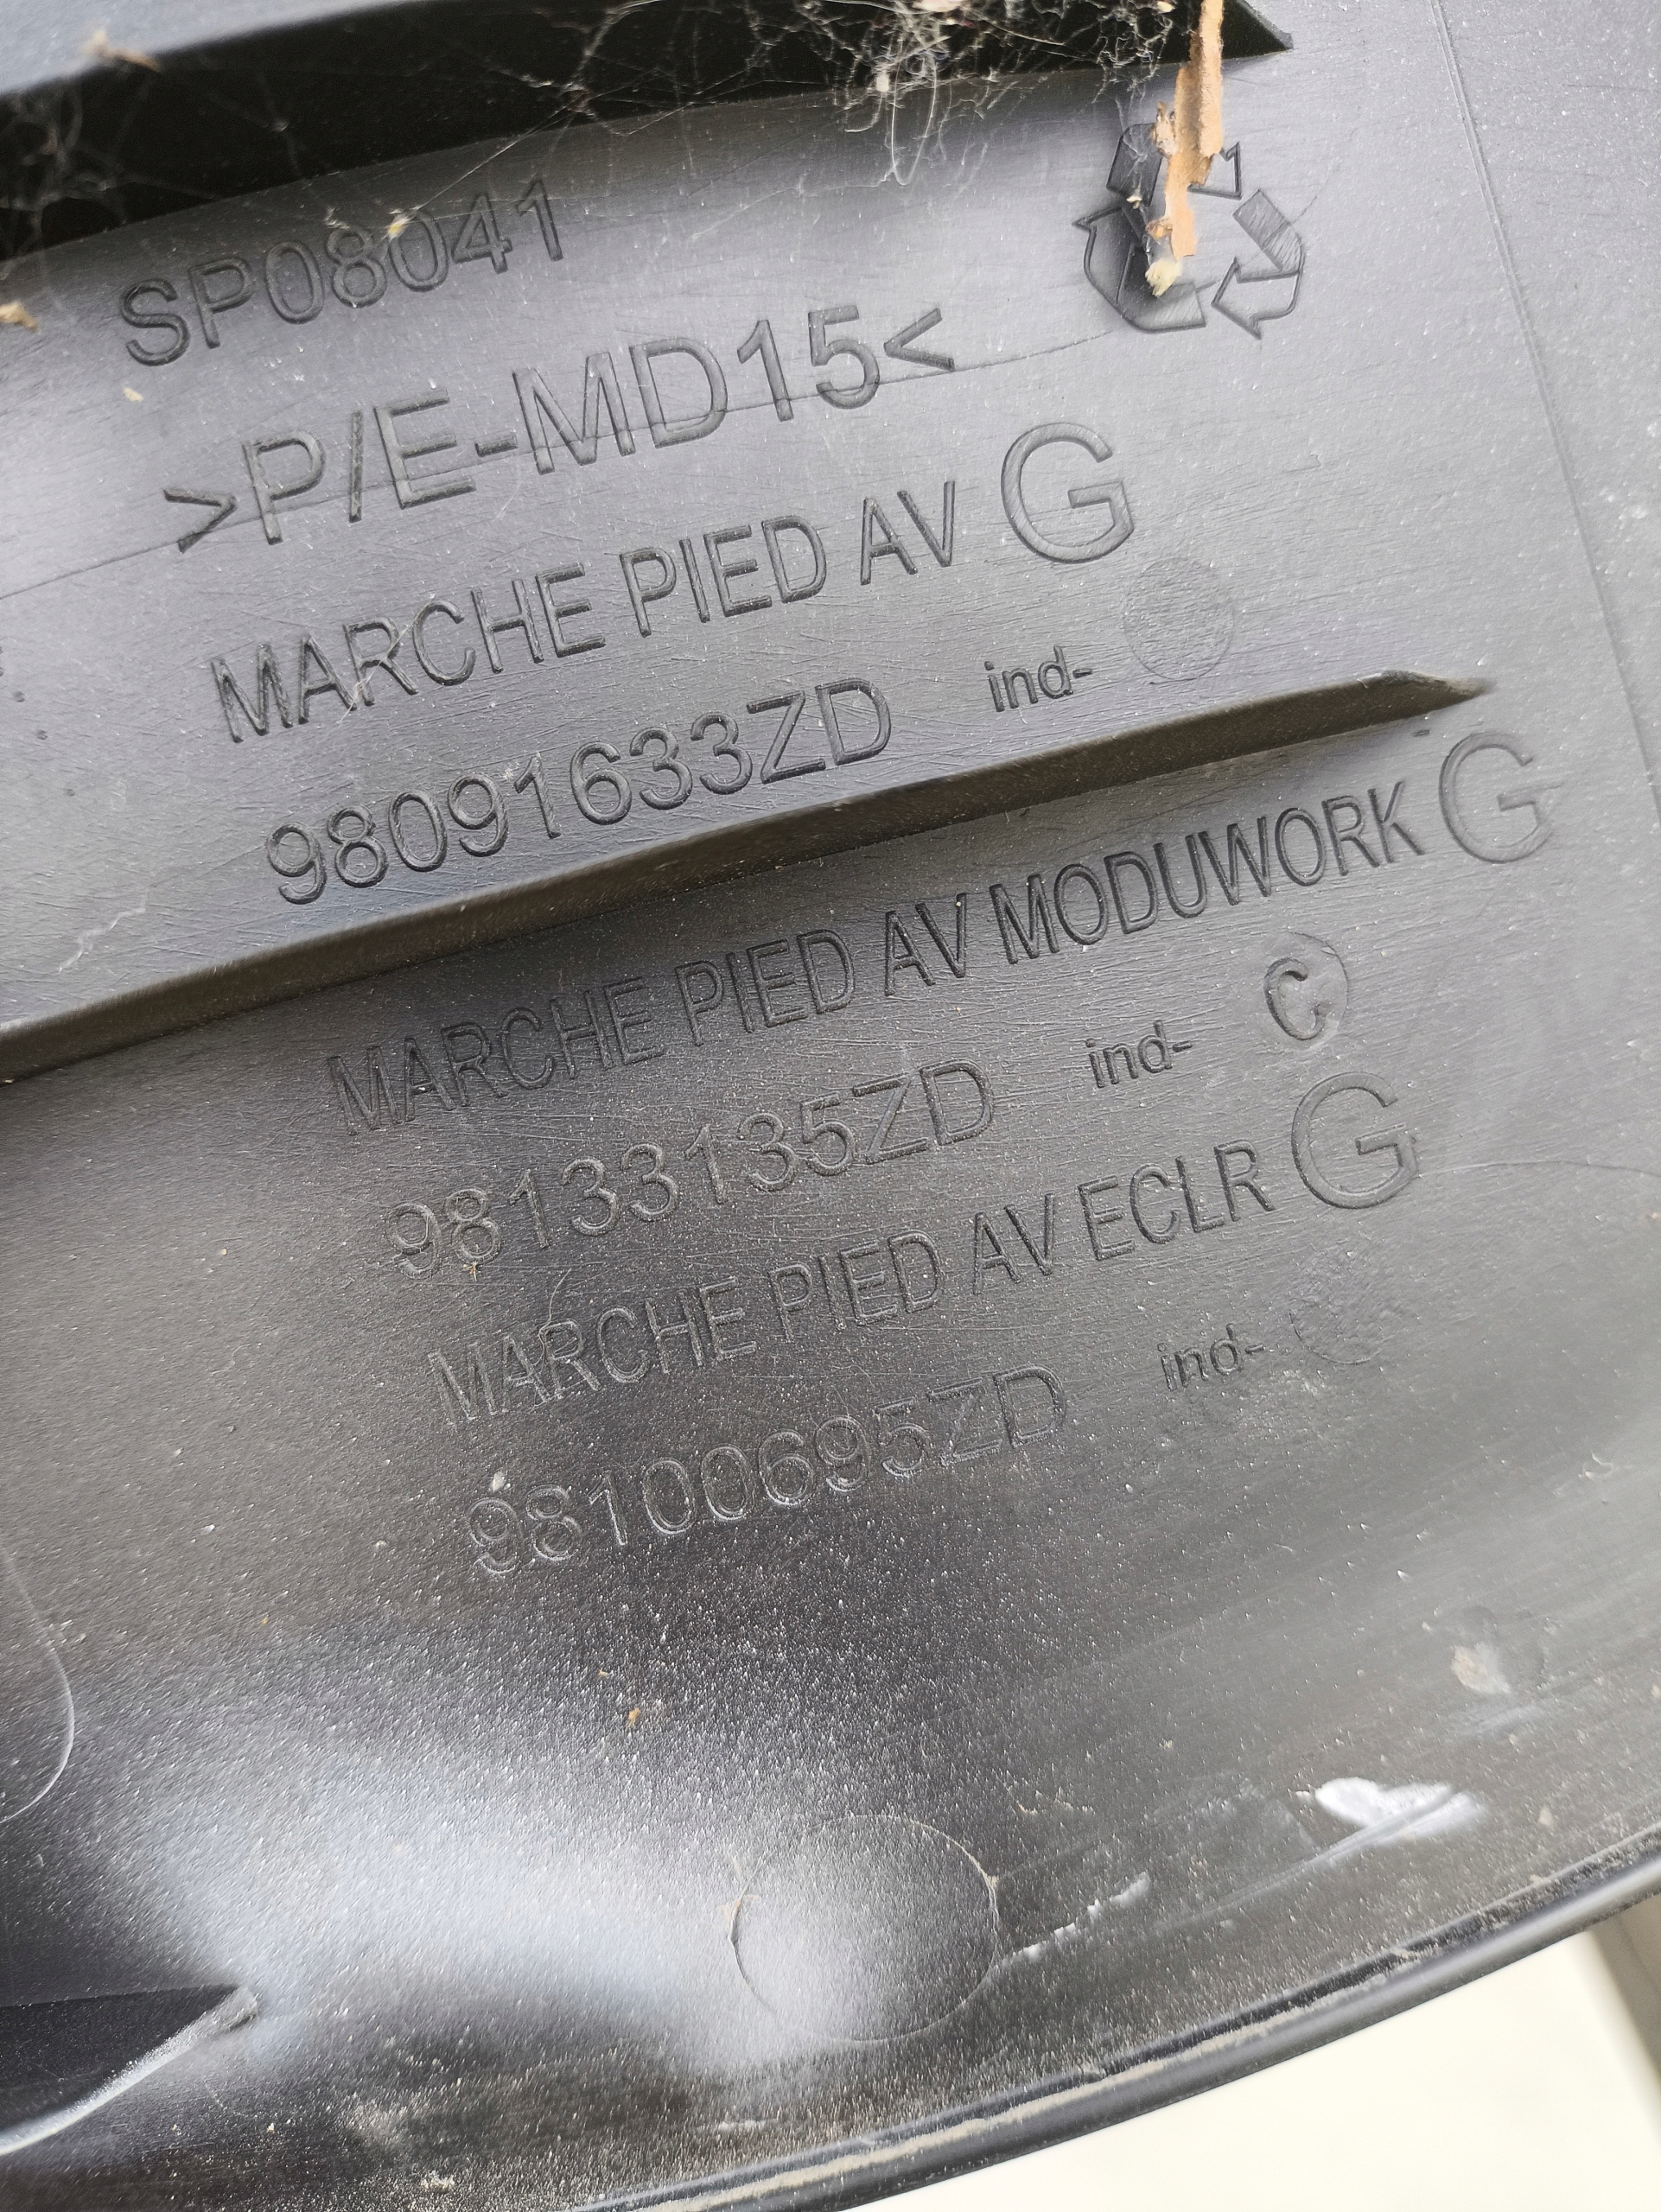 SP08041
>P/E-MD15<
MARCHE PIED AV G
98091633ZD ind-
MARCHE PIED AV MODUWORK G
98133135ZD ind- C
MARCHE PIED AV ECLR G
98100695ZD ind-